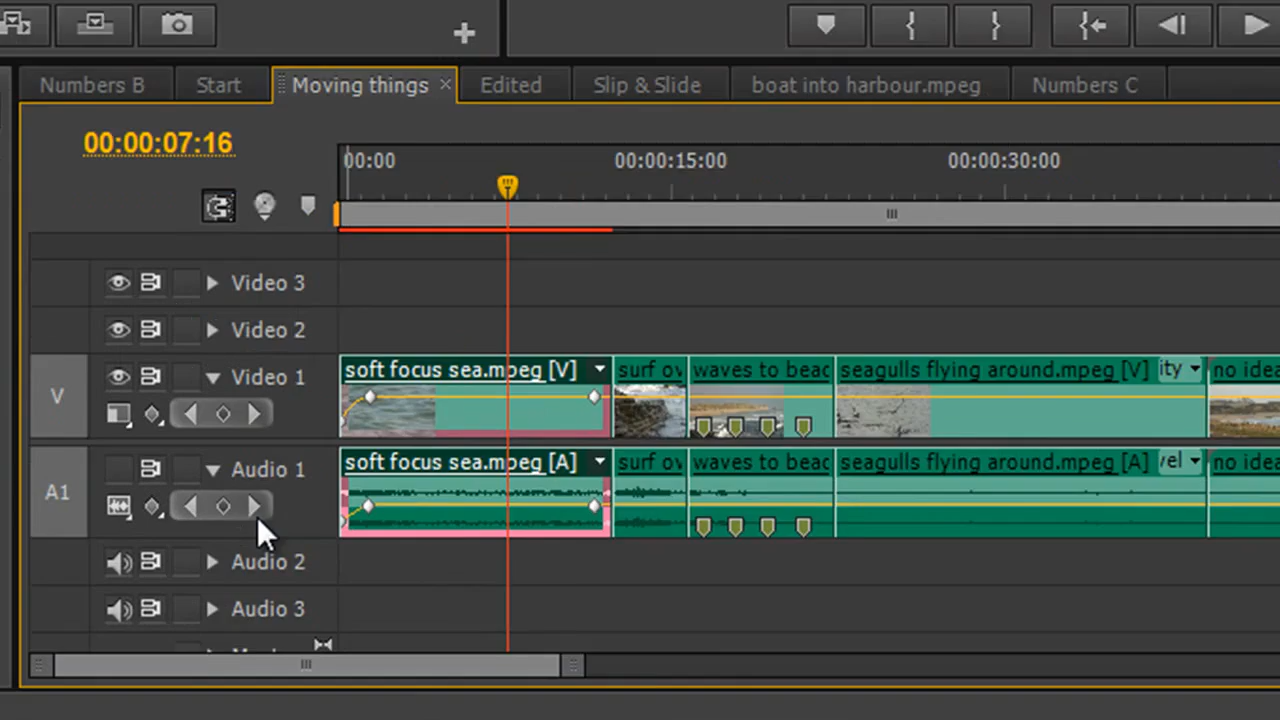 Numbers B Start Moving things × Edited Slip & Slide boat into harbour.mpeg Numbers C
00:00:07:16
00:00 00:00:15:00 00:00:30:00
Video 3
Video 2
V Video 1 soft focus sea.mpeg [V] surf ov waves to beac seagulls flying around.mpeg [V] ity no idea
A1 Audio 1 soft focus sea.mpeg [A] surf ov waves to beac seagulls flying around.mpeg [A] vel no idea
Audio 2
Audio 3